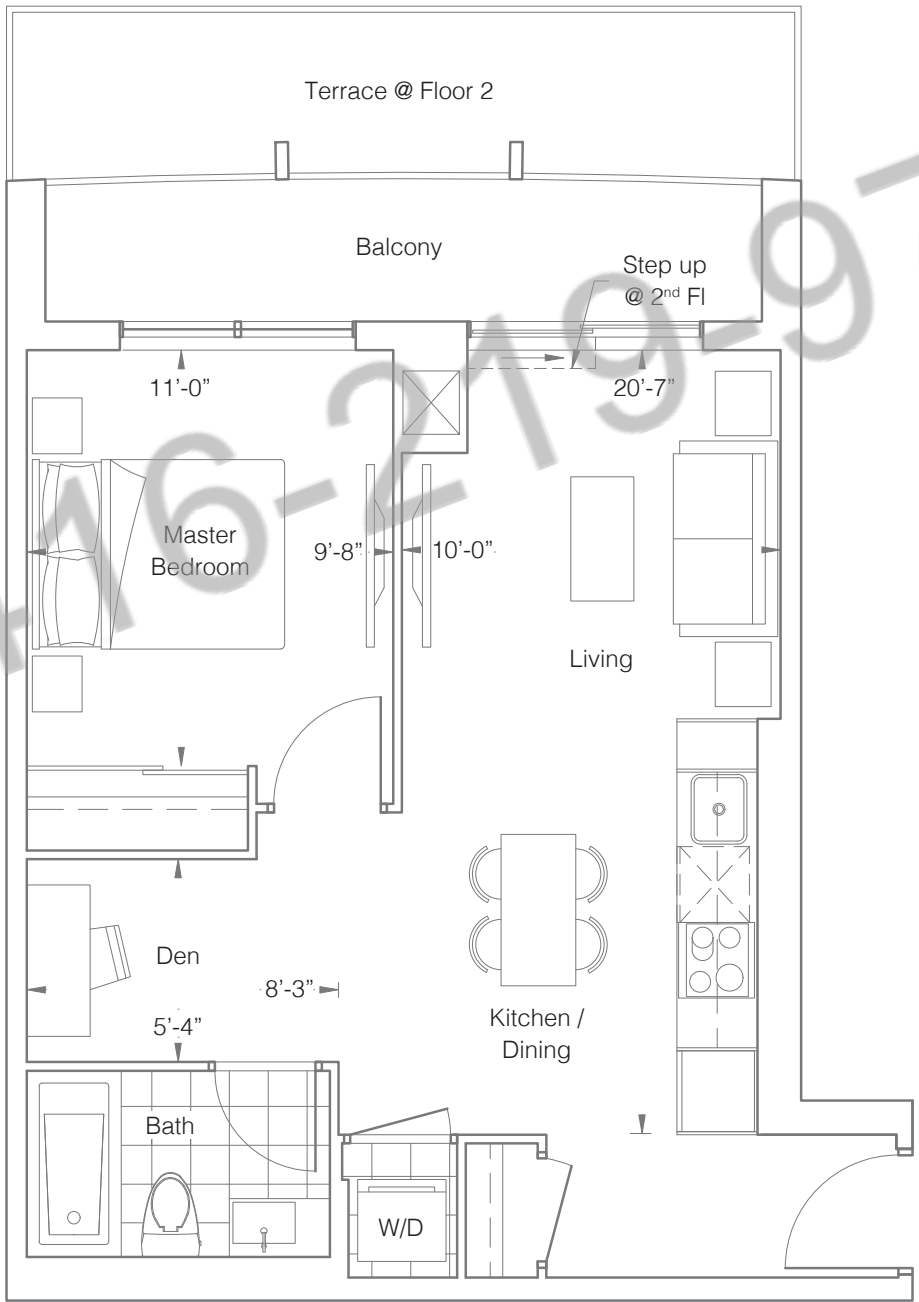 Terrace @ Floor 2
Balcony
Step up
@ 2nd Fl
11’-0”
20’-7”
Master
Bedroom
9’-8”
10’-0”
Living
Den
8’-3”
5’-4”
Kitchen /
Dining
Bath
W/D